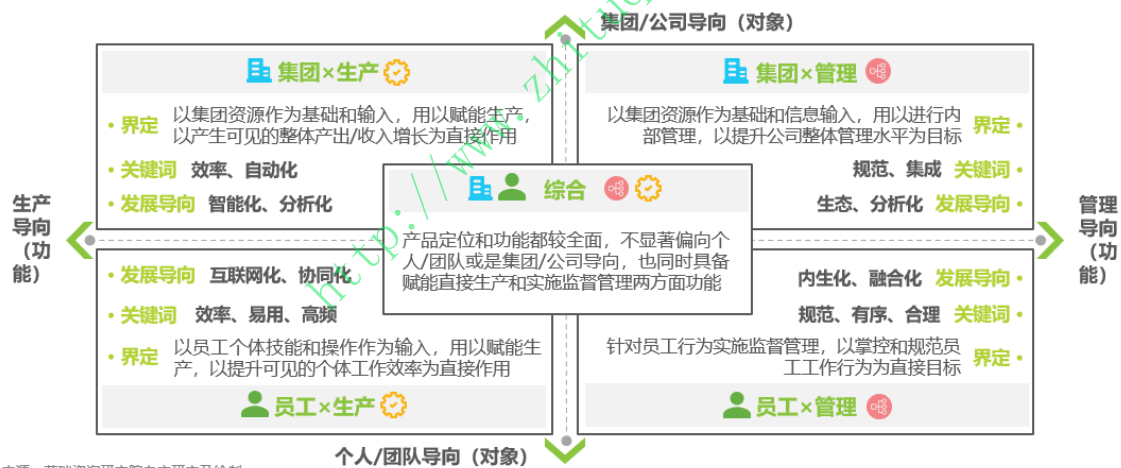 集团/公司导向（对象）
集团×生产
• 界定
以集团资源作为基础和输入，用以赋能生产，
以产生可见的整体产出/收入增长为直接作用
• 关键词 效率、自动化
• 发展导向 智能化、分析化
集团×管理
以集团资源作为基础和信息输入，用以进行内
部管理，以提升公司整体管理水平为目标
界定 •
规范、集成 关键词 •
生态、分析化 发展导向 •
综合
产品定位和功能都较全面，不显著偏向个
人/团队或是集团/公司导向，也同时具备
赋能直接生产和实施监督管理两方面功能
生产
导向
（功
能）
管理
导向
（功
能）
• 发展导向 互联网化、协同化
• 关键词 效率、易用、高频
• 界定
以员工个体技能和操作作为输入，用以赋能生
产，以提升可见的个体工作效率为直接作用
员工×生产
内生化、融合化 发展导向 •
规范、有序、合理 关键词 •
针对员工行为实施监督管理，以掌控和规范员
工工作行为为直接目标
界定 •
员工×管理
个人/团队导向（对象）
http://www.zhitu